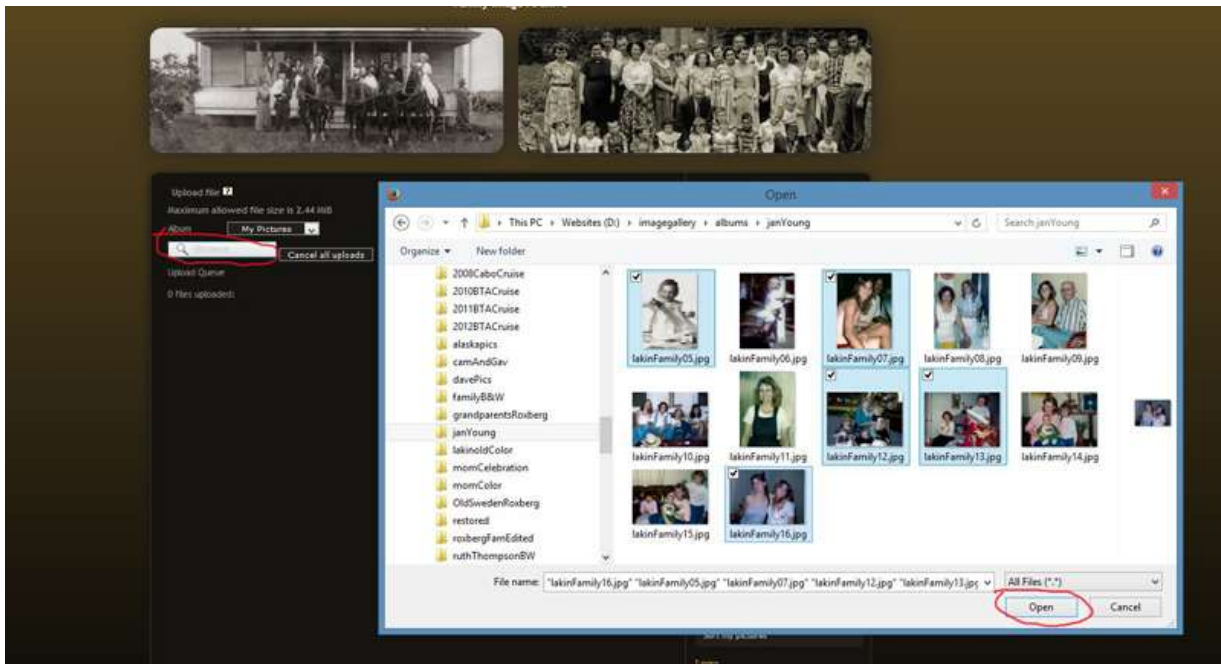 Upload file ?
Maximum allowed file size is 2.44 MiB
Album My Pictures
Cancel all uploads
Upload Queue
0 files uploaded:
Open
This PC Websites (D:) imagegallery albums janYoung
Search janYoung
Organize New folder
2008CaboCruise
2010BTACruise
2011BTACruise
2012BTACruise
alaskapics
camAndGav
davePics
familyB&W
grandparentsRoxberg
janYoung
lakinoldColor
momCelebration
momColor
OldSwedenRoxberg
restored
roxbergFamEdited
ruthThompsonBW
lakinFamily05.jpg lakinFamily06.jpg lakinFamily07.jpg lakinFamily08.jpg lakinFamily09.jpg
lakinFamily10.jpg lakinFamily11.jpg lakinFamily12.jpg lakinFamily13.jpg lakinFamily14.jpg
lakinFamily15.jpg lakinFamily16.jpg
File name: "lakinFamily16.jpg" "lakinFamily05.jpg" "lakinFamily07.jpg" "lakinFamily12.jpg" "lakinFamily13.jpg
All Files (*.*)
Open Cancel
Sort my pictures